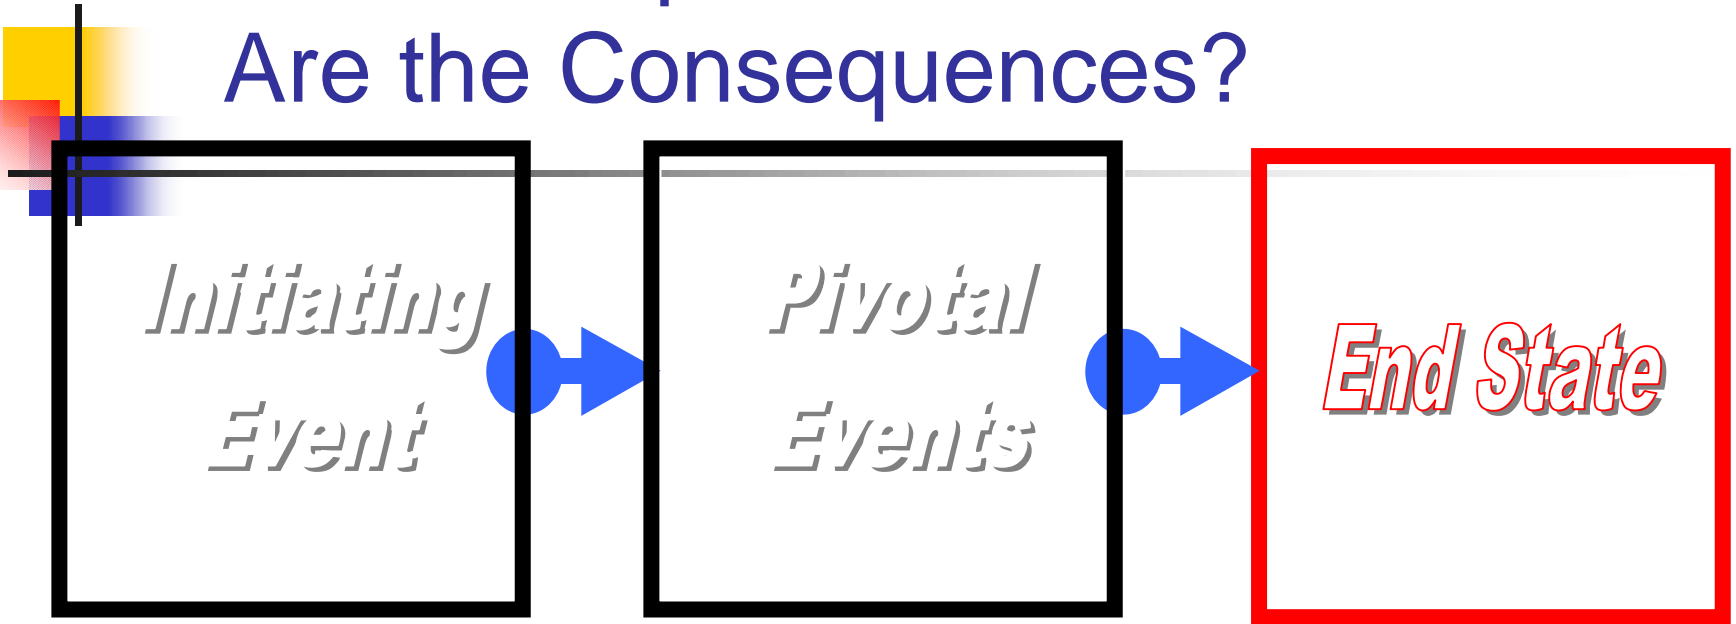 Are the Consequences?
Initiating
Event
Pivotal
Events
End State